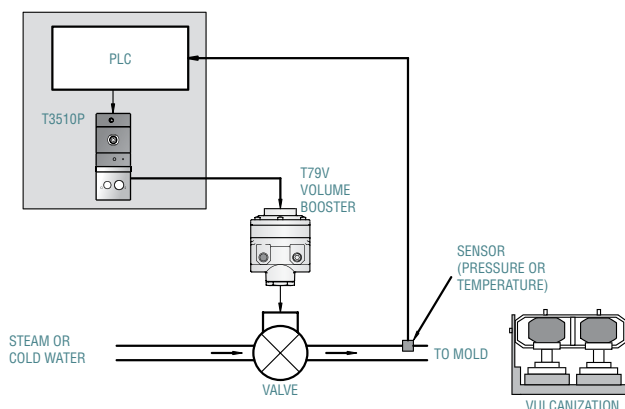 PLC
T3510P
T79V
VOLUME
BOOSTER
SENSOR
(PRESSURE OR
TEMPERATURE)
STEAM OR
COLD WATER
TO MOLD
VALVE
VULCANIZATION